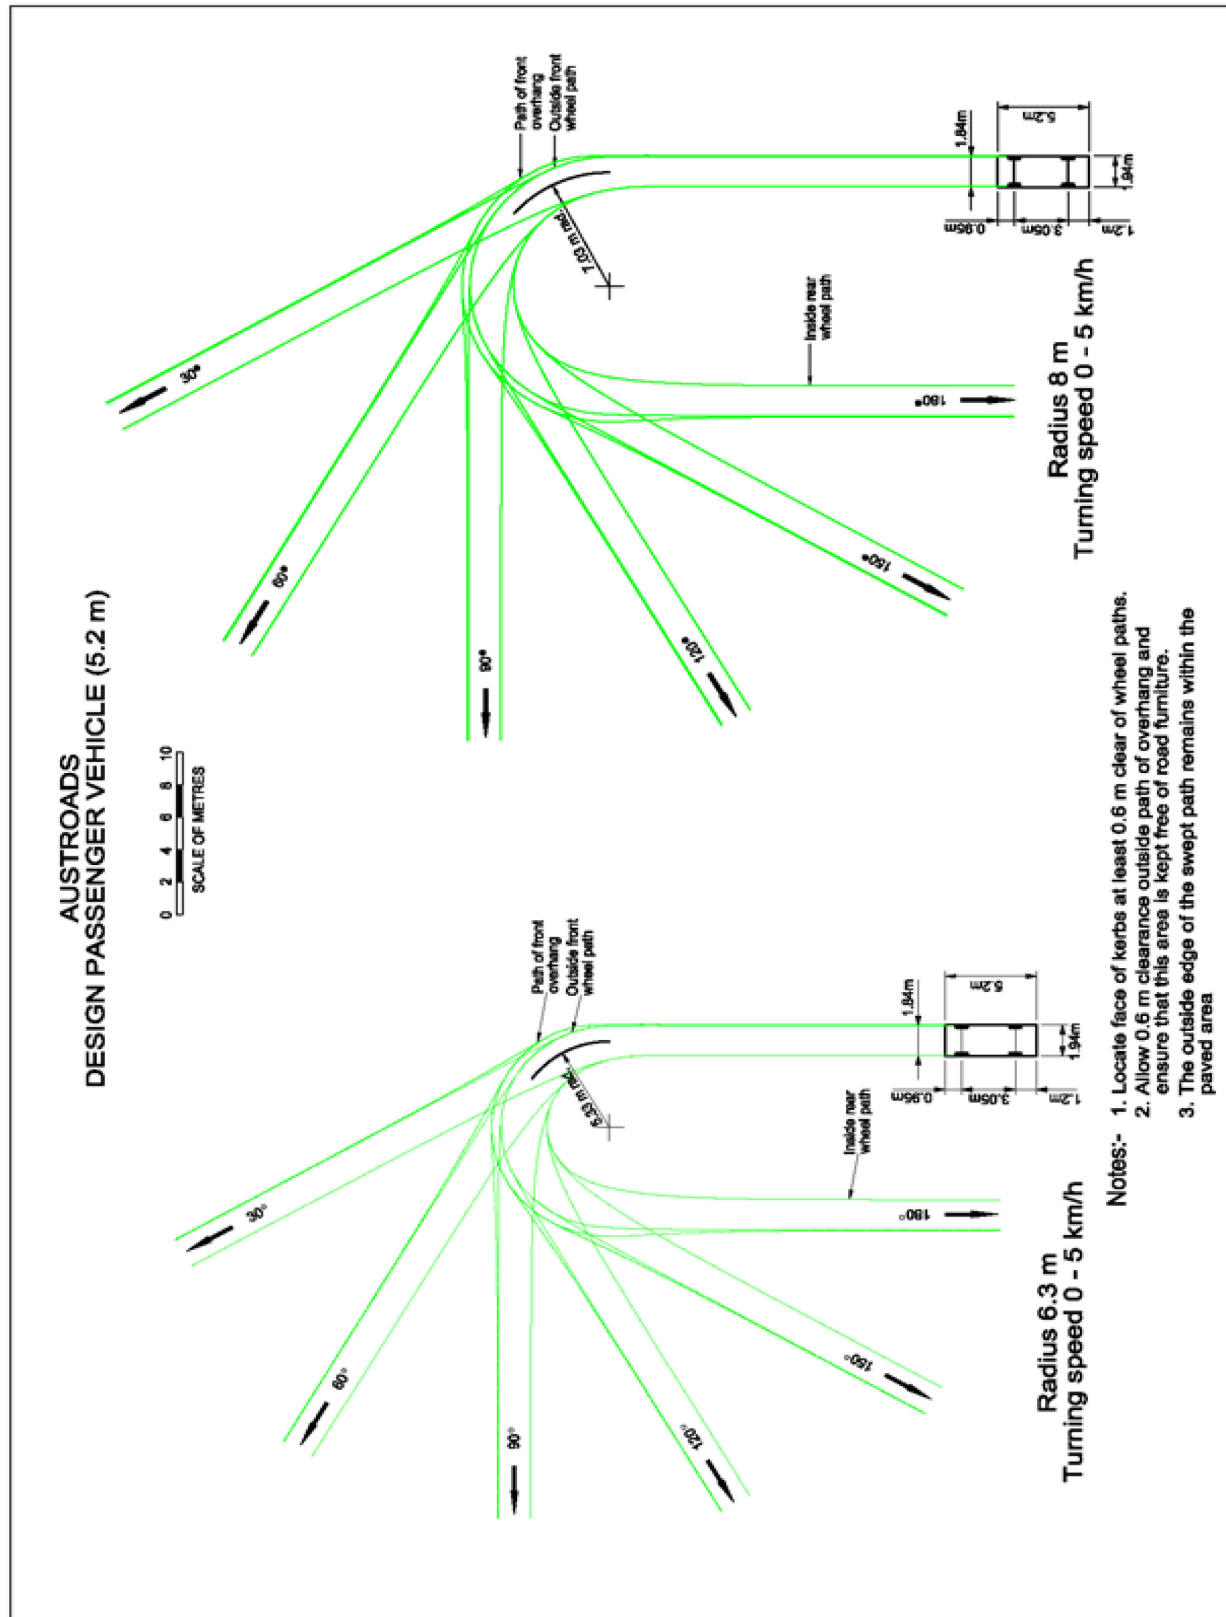 AUSTROADS
DESIGN PASSENGER VEHICLE (5.2 m)
0 2 4 6 8 10
SCALE OF METRES
Path of front
overhang
Outside front
wheel path
5.33 m rad.
30°
60°
90°
120°
150°
180°
Inside rear
wheel path
1.84m
5.2m
0.95m
3.05m
1.2m
1.94m
Radius 6.3 m
Turning speed 0 - 5 km/h
Path of front
overhang
Outside front
wheel path
7.03 m rad.
30°
60°
90°
120°
150°
180°
Inside rear
wheel path
1.84m
5.2m
0.95m
3.05m
1.2m
1.94m
Radius 8 m
Turning speed 0 - 5 km/h
Notes:- 1. Locate face of kerbs at least 0.6 m clear of wheel paths.
2. Allow 0.6 m clearance outside path of overhang and
ensure that this area is kept free of road furniture.
3. The outside edge of the swept path remains within the
paved area